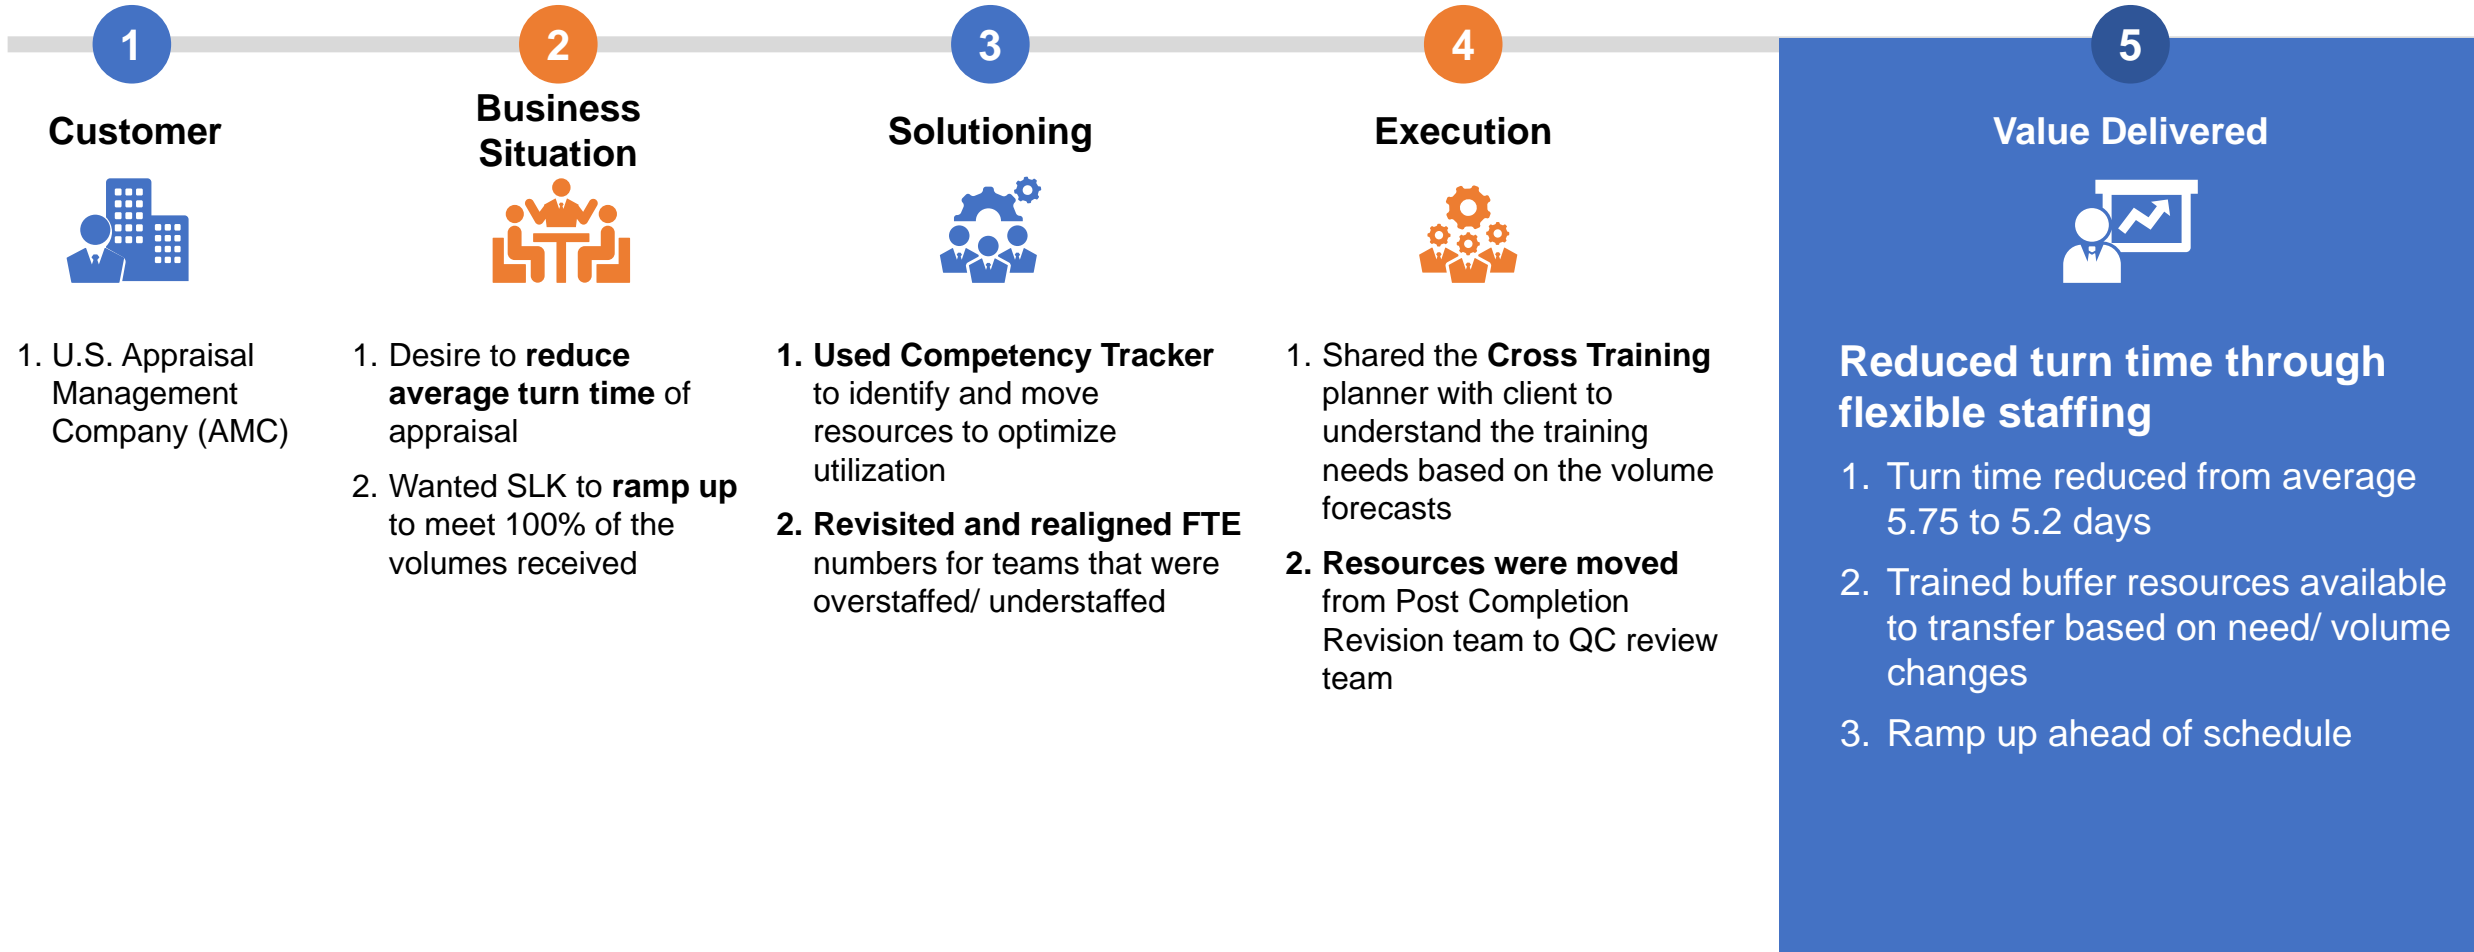 1
Customer
1. U.S. Appraisal
Management
Company (AMC)
2
Business
Situation
1. Desire to reduce
average turn time of
appraisal
2. Wanted SLK to ramp up
to meet 100% of the
volumes received
3
Solutioning
1. Used Competency Tracker
to identify and move
resources to optimize
utilization
2. Revisited and realigned FTE
numbers for teams that were
overstaffed/ understaffed
4
Execution
1. Shared the Cross Training
planner with client to
understand the training
needs based on the volume
forecasts
2. Resources were moved
from Post Completion
Revision team to QC review
team
5
Value Delivered
Reduced turn time through
flexible staffing
1. Turn time reduced from average
5.75 to 5.2 days
2. Trained buffer resources available
to transfer based on need/ volume
changes
3. Ramp up ahead of schedule